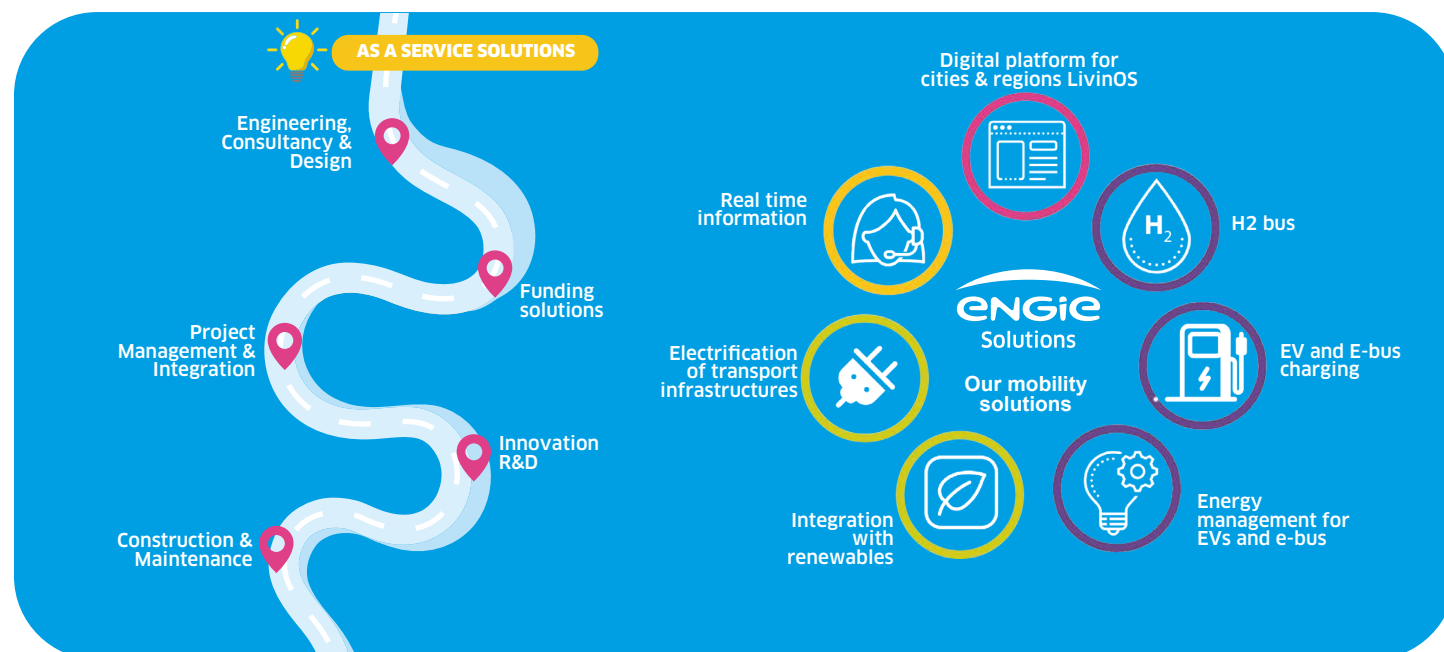 AS A SERVICE SOLUTIONS
Engineering,
Consultancy &
Design
Funding
solutions
Project
Management &
Integration
Innovation
R&D
Construction &
Maintenance
Digital platform for
cities & regions LivinOS
Real time
information
H2
H2 bus
ENGIE
Solutions
Our mobility
solutions
Electrification
of transport
infrastructures
EV and E-bus
charging
Integration
with
renewables
Energy
management for
EVs and e-bus